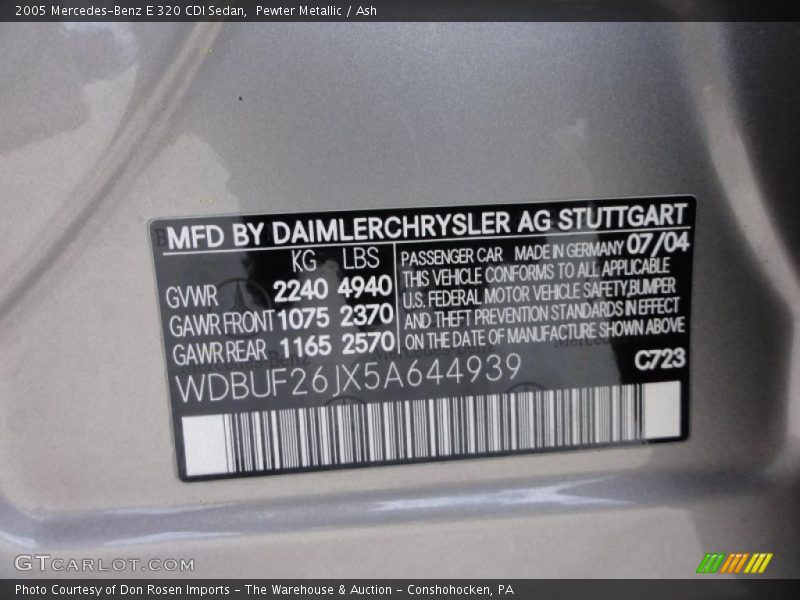 2005 Mercedes-Benz E 320 CDI Sedan,  Pewter Metallic / Ash
MFD BY DAIMLERCHRYSLER AG STUTTGART
KG LBS
GVWR 2240 4940
GAWR FRONT 1075 2370
GAWR REAR 1165 2570
PASSENGER CAR MADE IN GERMANY 07/04
THIS VEHICLE CONFORMS TO ALL APPLICABLE
U.S. FEDERAL MOTOR VEHICLE SAFETY,BUMPER
AND THEFT PREVENTION STANDARDS IN EFFECT
ON THE DATE OF MANUFACTURE SHOWN ABOVE
C723
WDBUF26JX5A644939
GTCARLOT.COM
Photo Courtesy of Don Rosen Imports - The Warehouse & Auction - Conshohocken, PA